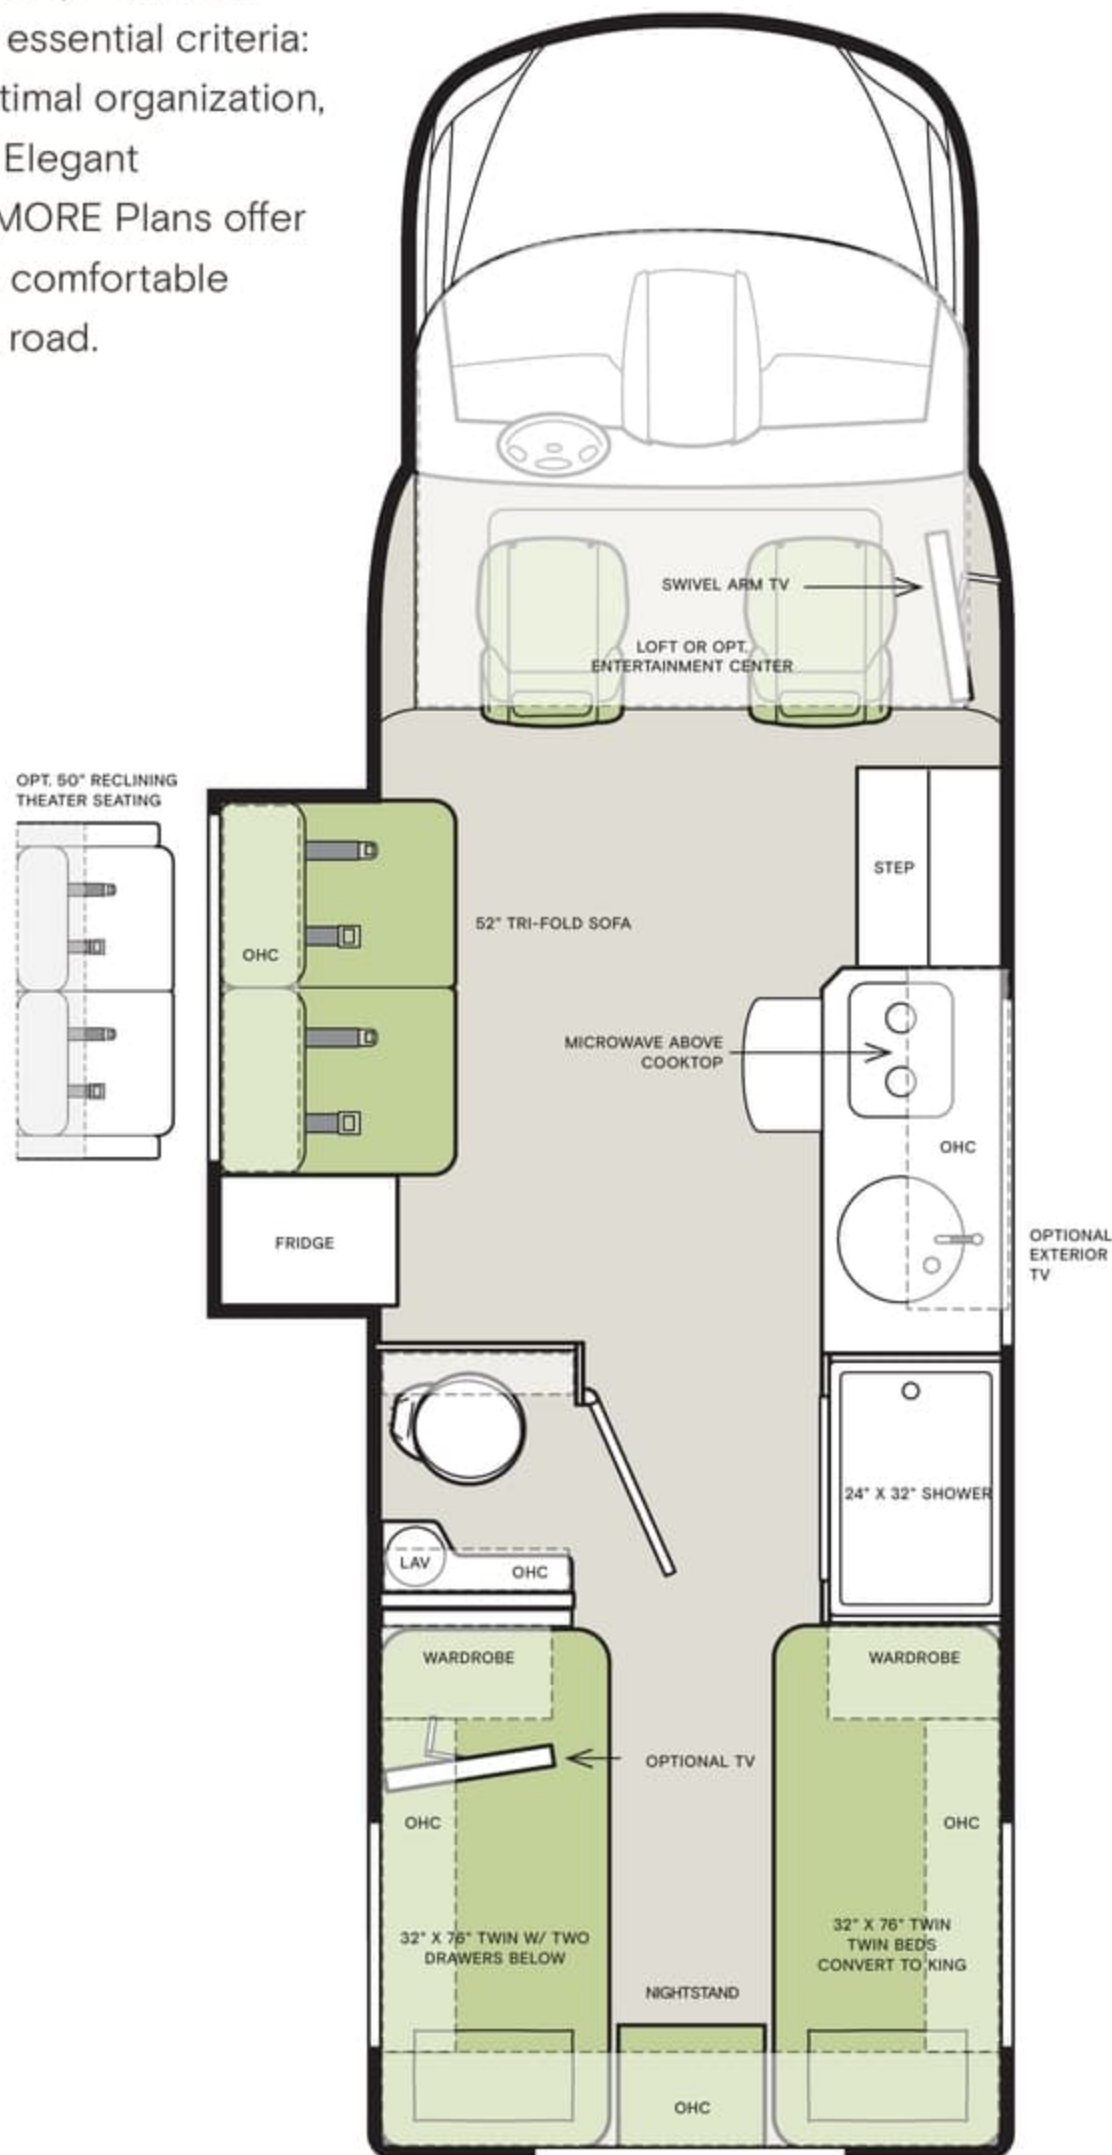 essential criteria:
timal organization,
Elegant
MORE Plans offer
comfortable
road.
SWIVEL ARM TV
LOFT OR OPT.
ENTERTAINMENT CENTER
OPT. 50" RECLINING
THEATER SEATING
STEP
52" TRI-FOLD SOFA
OHC
MICROWAVE ABOVE
COOKTOP
OHC
FRIDGE
OPTIONAL
EXTERIOR
TV
24" X 32" SHOWER
LAV
OHC
WARDROBE
WARDROBE
OPTIONAL TV
OHC
OHC
32" X 76" TWIN W/ TWO
DRAWERS BELOW
32" X 76" TWIN
TWIN BEDS
CONVERT TO KING
NIGHTSTAND
OHC